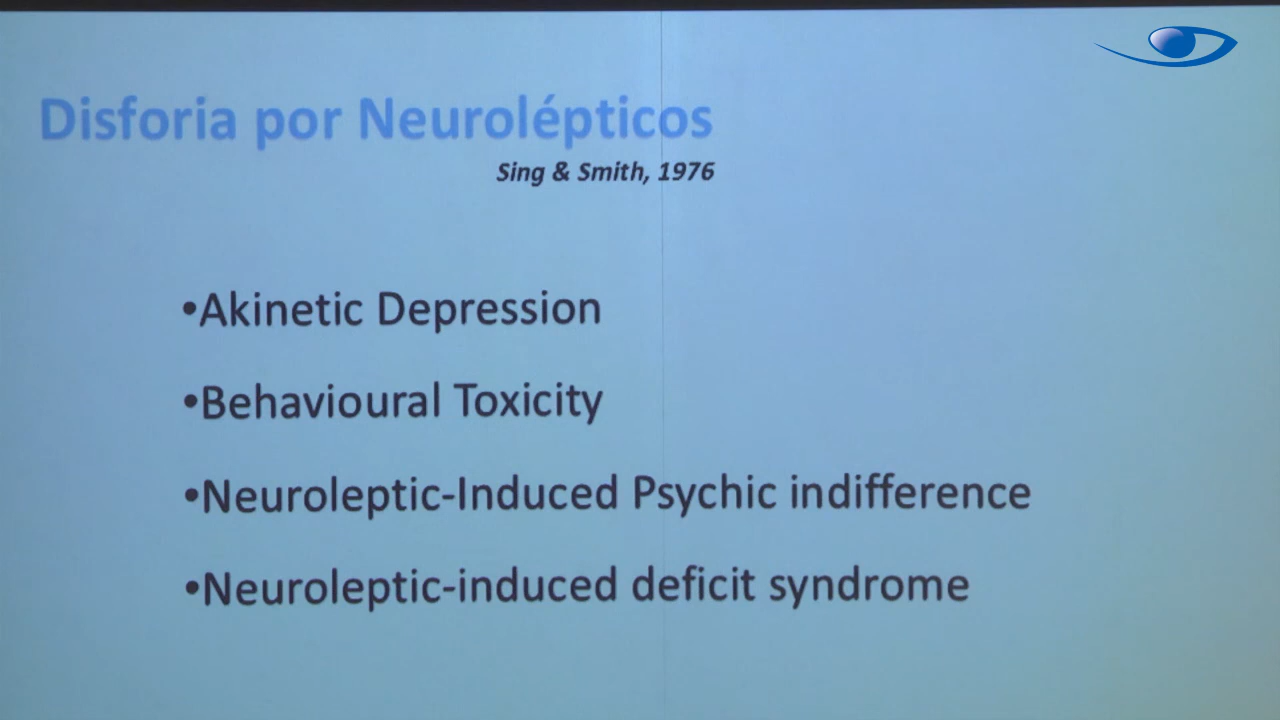 Disforia por Neurolépticos
Sing & Smith, 1976
•Akinetic Depression
•Behavioural Toxicity
•Neuroleptic-Induced Psychic indifference
•Neuroleptic-induced deficit syndrome